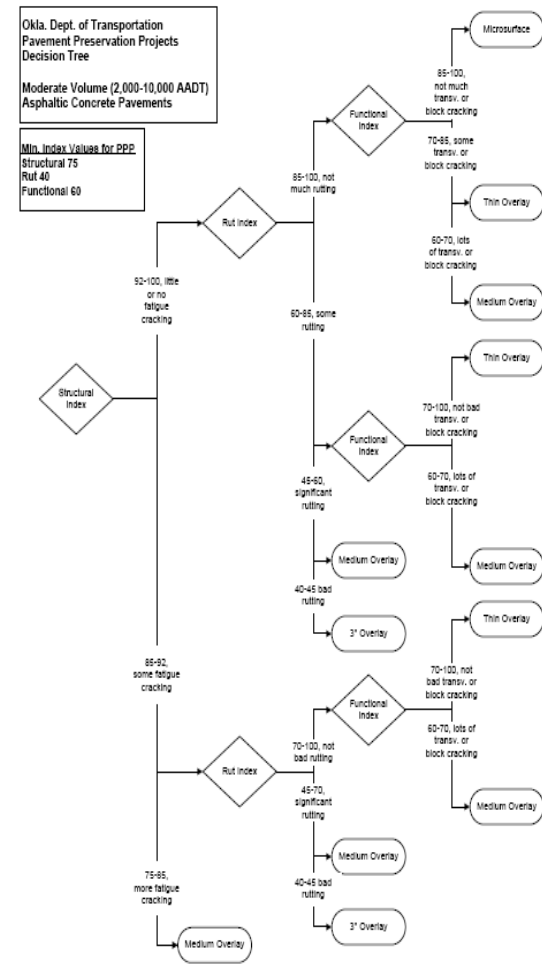 Okla. Dept. of Transportation
Pavement Preservation Projects
Decision Tree
Moderate Volume (2,000-10,000 AADT)
Asphaltic Concrete Pavements
Min. Index Values for PPP
Structural 75
Rut 40
Functional 60
Microsurface
85-100,
not much
transv. or
block cracking
Functional
Index
70-85, some
transv. or
block cracking
85-100, not
much rutting
Thin Overlay
Rut Index
60-70, lots
of transv. or
block cracking
92-100, little
or no
fatigue
cracking
Medium Overlay
60-85, some
rutting
Thin Overlay
Structural
Index
70-100, not bad
transv. or
block cracking
Functional
Index
60-70, lots of
transv. or
block cracking
45-60,
significant
rutting
Medium Overlay
Medium Overlay
40-45 bad
rutting
Thin Overlay
3" Overlay
85-92,
some fatigue
cracking
70-100, not
bad transv. or
block cracking
Functional
Index
60-70, lots of
transv. or
block cracking
70-100, not
bad rutting
Rut Index
45-70,
significant
rutting
Medium Overlay
Medium Overlay
75-85,
more fatigue
cracking
40-45 bad
rutting
3" Overlay
Medium Overlay